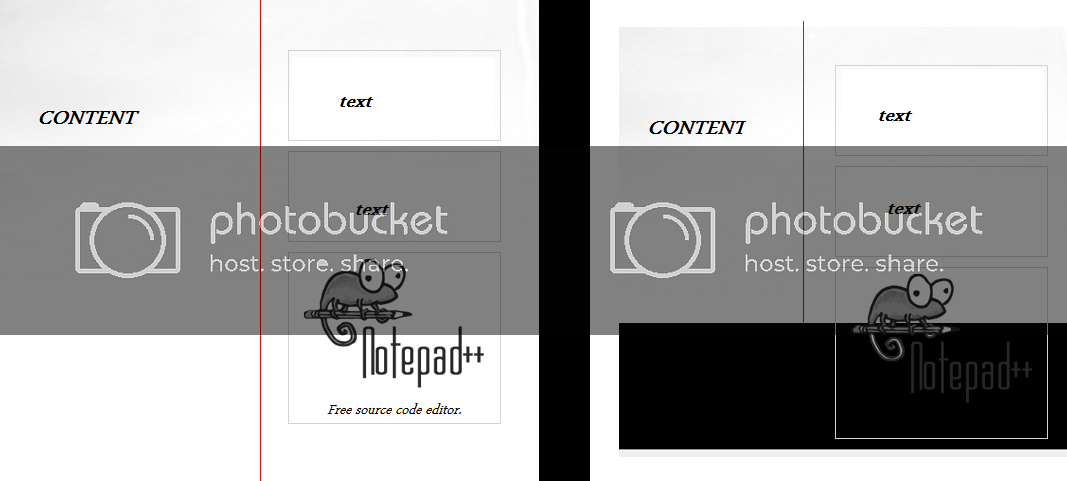 text
CONTENT
text
photobucket
host. store. share.
Notepad++
Free source code editor.
text
CONTENT
text
photobucket
host. store. share.
Notepad++